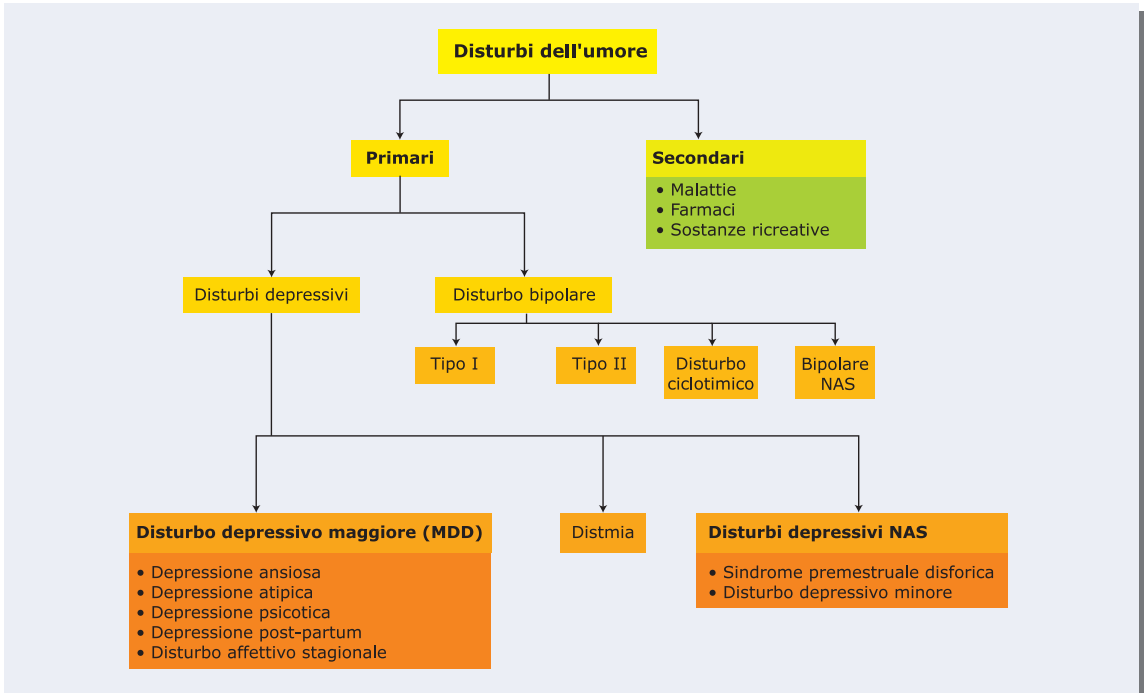 Disturbi dell'umore
Primari
Secondari
• Malattie
• Farmaci
• Sostanze ricreative
Disturbi depressivi
Disturbo bipolare
Tipo I
Tipo II
Disturbo
ciclotimico
Bipolare
NAS
Disturbo depressivo maggiore (MDD)
• Depressione ansiosa
• Depressione atipica
• Depressione psicotica
• Depressione post-partum
• Disturbo affettivo stagionale
Distmia
Disturbi depressivi NAS
• Sindrome premestruale disforica
• Disturbo depressivo minore